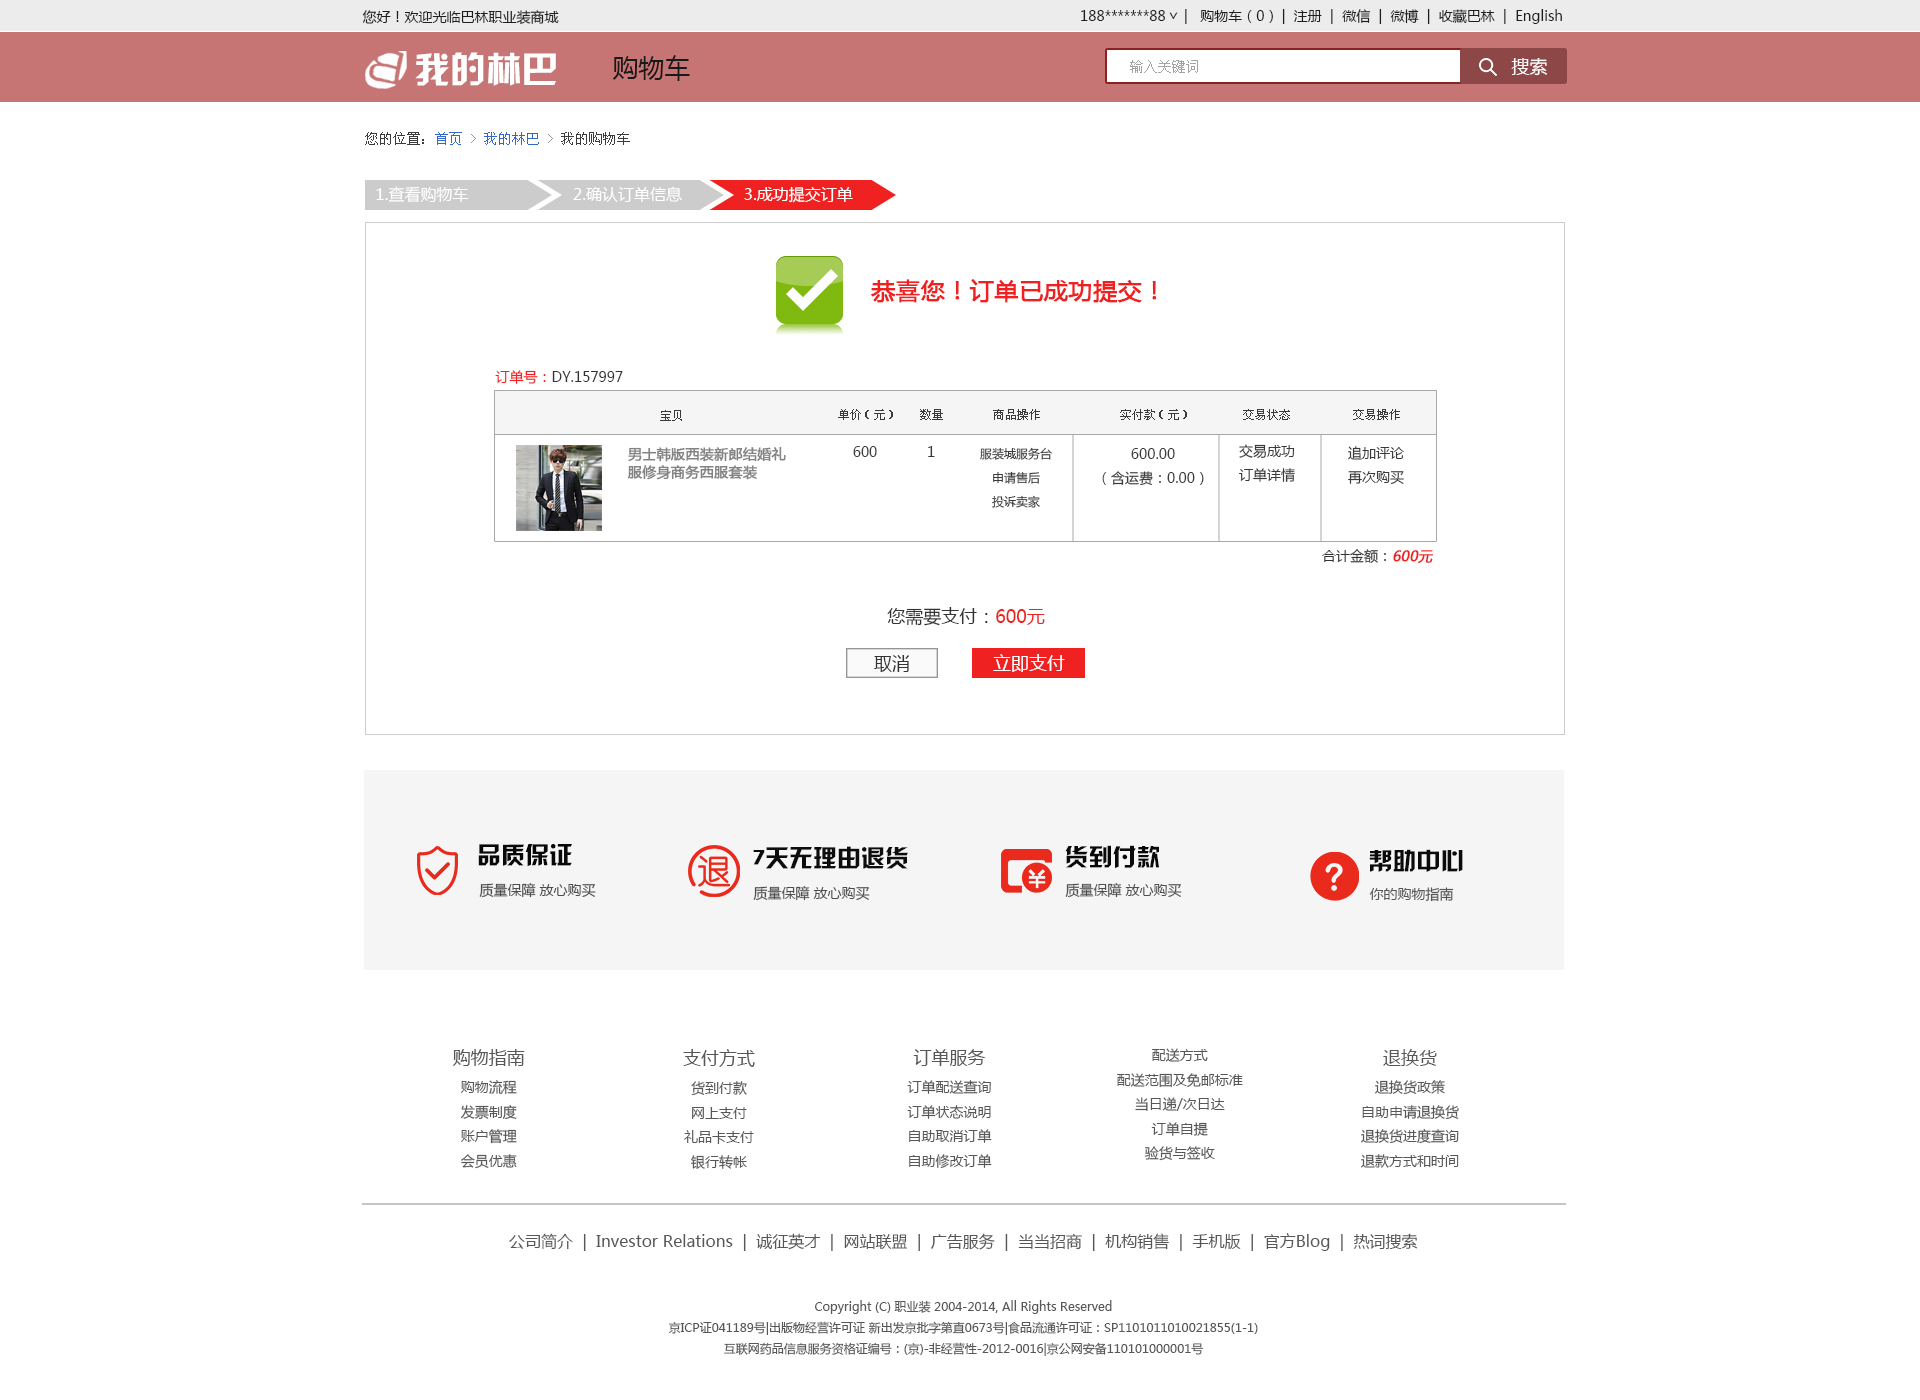 您好！欢迎光临巴林职业装商城
188*******88 ∨ | 购物车（0）| 注册 | 微信 | 微博 | 收藏巴林 | English
我的林巴
购物车
输入关键词
搜索
您的位置：首页 > 我的林巴 > 我的购物车
1.查看购物车
2.确认订单信息
3.成功提交订单
恭喜您！订单已成功提交！
订单号：DY.157997
宝贝 单价（元） 数量 商品操作 实付款（元） 交易状态 交易操作
男士韩版西装新郎结婚礼
服修身商务西服套装
600
1
服装城服务台
申请售后
投诉卖家
600.00
（含运费：0.00）
交易成功
订单详情
追加评论
再次购买
合计金额：600元
您需要支付：600元
取消
立即支付
品质保证
质量保障 放心购买
退
7天无理由退货
质量保障 放心购买
¥
货到付款
质量保障 放心购买
?
帮助中心
你的购物指南
购物指南
购物流程
发票制度
账户管理
会员优惠
支付方式
货到付款
网上支付
礼品卡支付
银行转帐
订单服务
订单配送查询
订单状态说明
自助取消订单
自助修改订单
配送方式
配送范围及免邮标准
当日递/次日达
订单自提
验货与签收
退换货
退换货政策
自助申请退换货
退换货进度查询
退款方式和时间
公司简介 | Investor Relations | 诚征英才 | 网站联盟 | 广告服务 | 当当招商 | 机构销售 | 手机版 | 官方Blog | 热词搜索
Copyright (C) 职业装 2004-2014, All Rights Reserved
京ICP证041189号|出版物经营许可证 新出发京批字第直0673号|食品流通许可证：SP1101011010021855(1-1)
互联网药品信息服务资格证编号：(京)-非经营性-2012-0016|京公网安备110101000001号